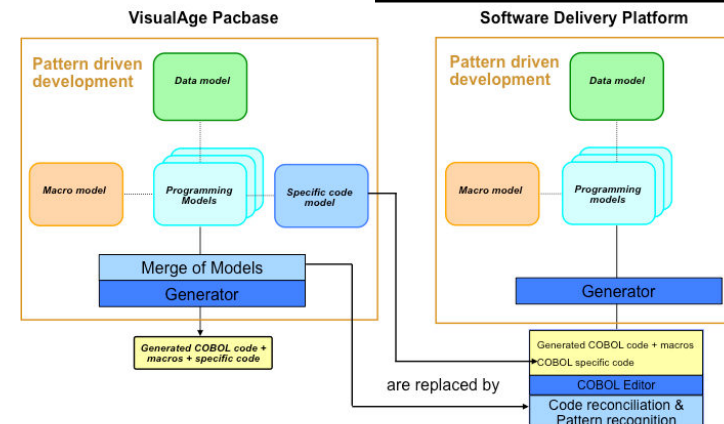 VisualAge Pacbase
Pattern driven
development
Data model
Macro model
Programming
Models
Specific code
model
Merge of Models
Generator
Generated COBOL code +
macros + specific code
are replaced by
Software Delivery Platform
Pattern driven
development
Data model
Macro model
Programming
models
Generator
Generated COBOL code + macros
COBOL specific code
COBOL Editor
Code reconciliation &
Pattern recognition